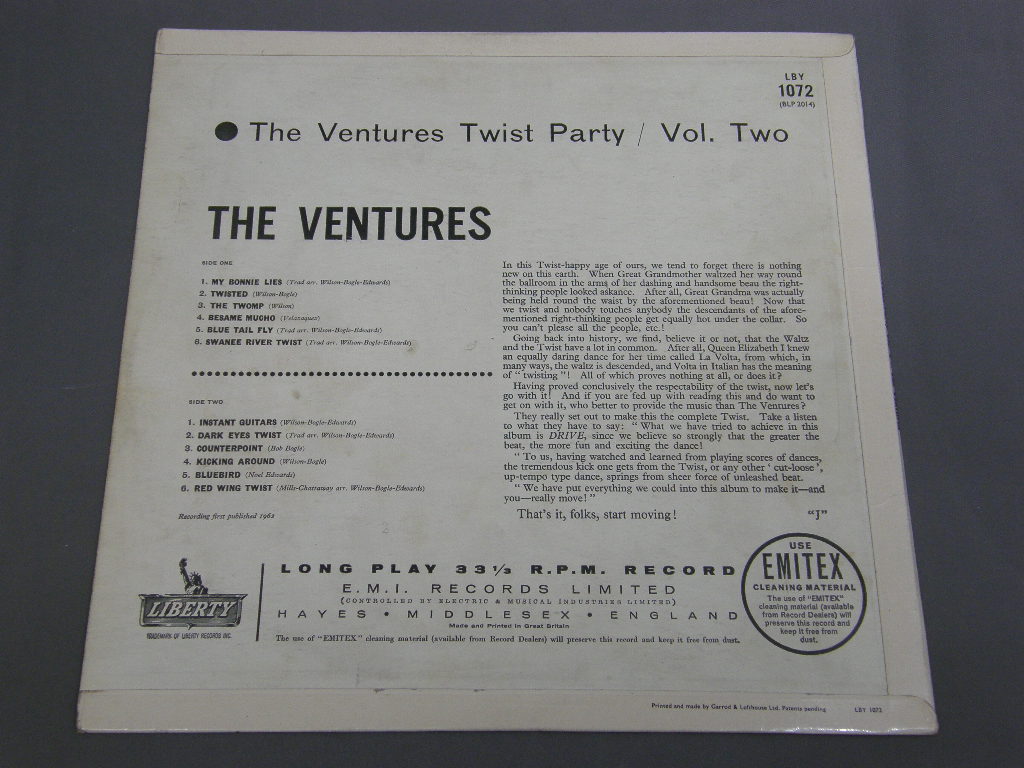 LBY
1072
(BLP 2014)
● The Ventures Twist Party / Vol. Two
THE VENTURES
SIDE ONE
1. MY BONNIE LIES (Trad arr. Wilson-Bogle-Edwards)
2. TWISTED (Wilson-Bogle)
3. THE TWOMP (Wilson)
4. BESAME MUCHO (Velazquez)
5. BLUE TAIL FLY (Trad arr. Wilson-Bogle-Edwards)
6. SWANEE RIVER TWIST (Trad arr. Wilson-Bogle-Edwards)
SIDE TWO
1. INSTANT GUITARS (Wilson-Bogle-Edwards)
2. DARK EYES TWIST (Trad arr. Wilson-Bogle-Edwards)
3. COUNTERPOINT (Bob Bogle)
4. KICKING AROUND (Wilson-Bogle)
5. BLUEBIRD (Noel Edwards)
6. RED WING TWIST (Mills-Chattaway arr. Wilson-Bogle-Edwards)
Recording first published 1962
In this Twist-happy age of ours, we tend to forget there is nothing
new on this earth. When Great Grandmother waltzed her way round
the ballroom in the arms of her dashing and handsome beau the right-
thinking people looked askance. After all, Great Grandma was actually
being held round the waist by the aforementioned beau! Now that
we twist and nobody touches anybody the descendants of the afore-
mentioned right-thinking people get equally hot under the collar. So
you can't please all the people, etc.!
Going back into history, we find, believe it or not, that the Waltz
and the Twist have a lot in common. After all, Queen Elizabeth I knew
an equally daring dance for her time called La Volta, from which, in
many ways, the waltz is descended, and Volta in Italian has the meaning
of " twisting "! All of which proves nothing at all, or does it?
Having proved conclusively the respectability of the twist, now let's
go with it! And if you are fed up with reading this and do want to
get on with it, who better to provide the music than The Ventures?
They really set out to make this the complete Twist. Take a listen
to what they have to say: " What we have tried to achieve in this
album is DRIVE, since we believe so strongly that the greater the
beat, the more fun and exciting the dance!
" To us, having watched and learned from playing scores of dances,
the tremendous kick one gets from the Twist, or any other ' cut-loose ',
up-tempo type dance, springs from sheer force of unleashed beat.
" We have put everything we could into this album to make it—and
you—really move! "
That's it, folks, start moving!
"J"
LIBERTY
TRADEMARK OF LIBERTY RECORDS INC.
LONG PLAY 33⅓ R.P.M. RECORD
E.M.I. RECORDS LIMITED
(CONTROLLED BY ELECTRIC & MUSICAL INDUSTRIES LIMITED)
HAYES • MIDDLESEX • ENGLAND
Made and Printed in Great Britain
The use of "EMITEX" cleaning material (available from Record Dealers) will preserve this record and keep it free from dust.
USE
EMITEX
CLEANING MATERIAL
The use of "EMITEX"
cleaning material (available
from Record Dealers) will
preserve this record and
keep it free from
dust.
Printed and made by Garrod & Lofthouse Ltd. Patents pending
LBY 1072